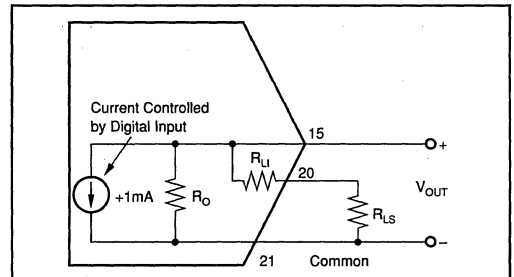 Current Controlled
by Digital Input
15
R_LI
20
+1mA
R_O
V_OUT
R_LS
+
–
21
Common